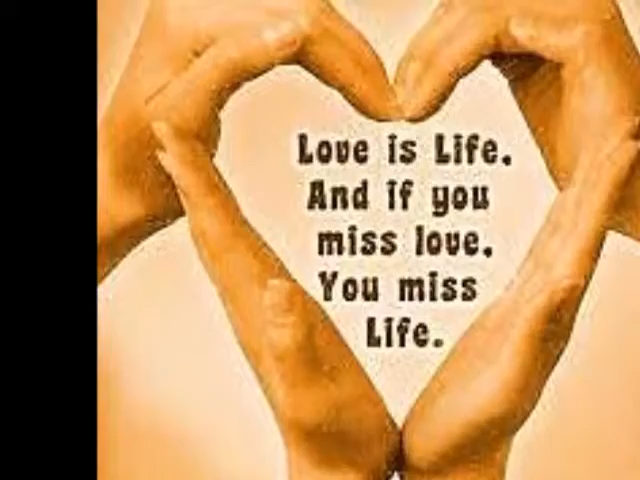 Love is Life.
And if you
miss love.
You miss
Life.